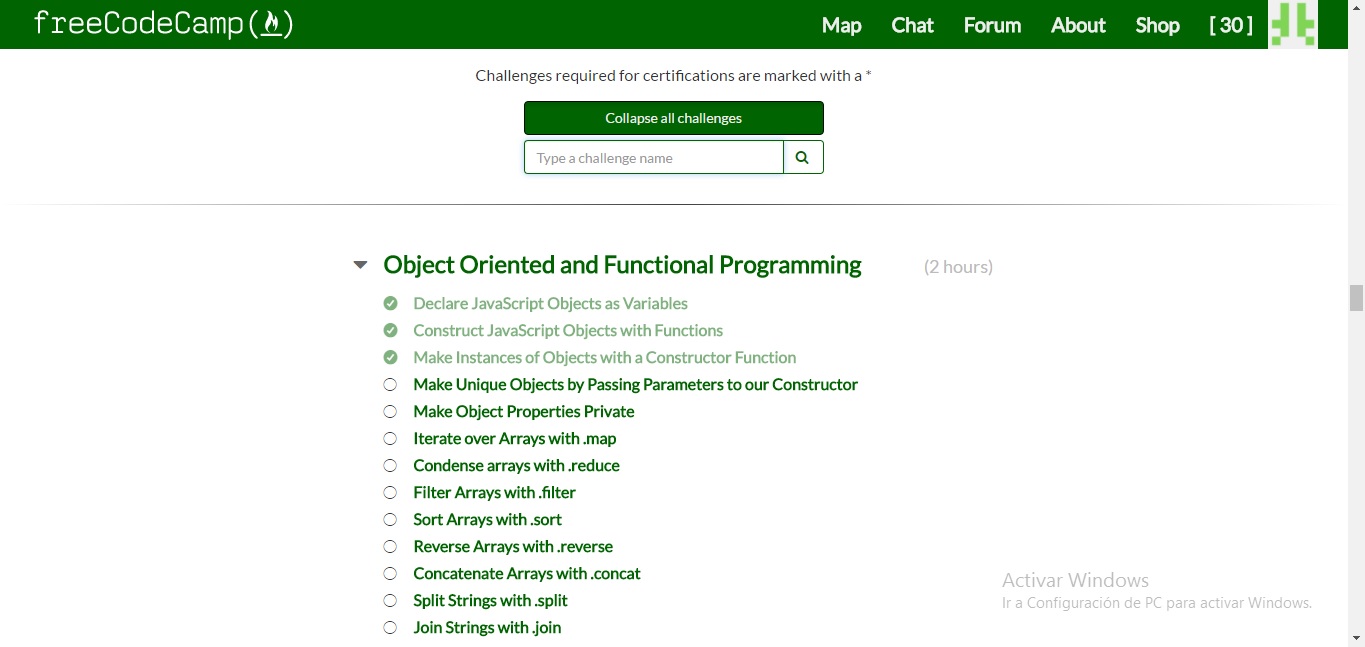 freeCodeCamp
Map Chat Forum About Shop [ 30 ]
Challenges required for certifications are marked with a *
Collapse all challenges
Type a challenge name
Object Oriented and Functional Programming (2 hours)
Declare JavaScript Objects as Variables
Construct JavaScript Objects with Functions
Make Instances of Objects with a Constructor Function
Make Unique Objects by Passing Parameters to our Constructor
Make Object Properties Private
Iterate over Arrays with .map
Condense arrays with .reduce
Filter Arrays with .filter
Sort Arrays with .sort
Reverse Arrays with .reverse
Concatenate Arrays with .concat
Split Strings with .split
Join Strings with .join
Activar Windows
Ir a Configuración de PC para activar Windows.